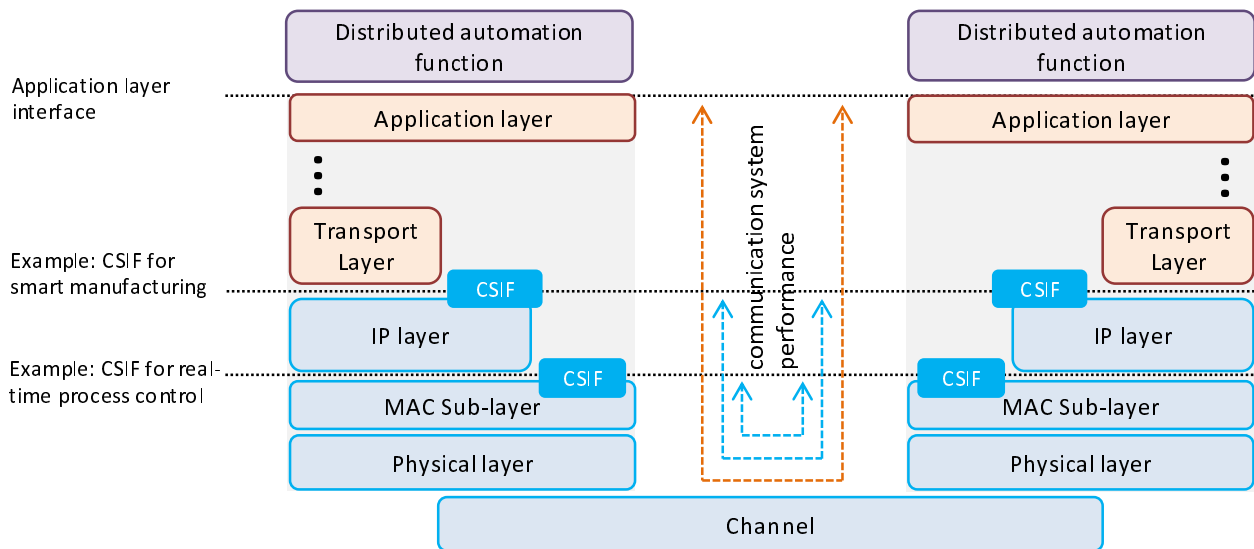 Distributed automation
function
Distributed automation
function
Application layer
interface
Application layer
Application layer
Transport
Layer
communication system
performance
Transport
Layer
Example: CSIF for
smart manufacturing
CSIF
CSIF
IP layer
IP layer
Example: CSIF for real-
time process control
CSIF
CSIF
MAC Sub-layer
MAC Sub-layer
Physical layer
Physical layer
Channel